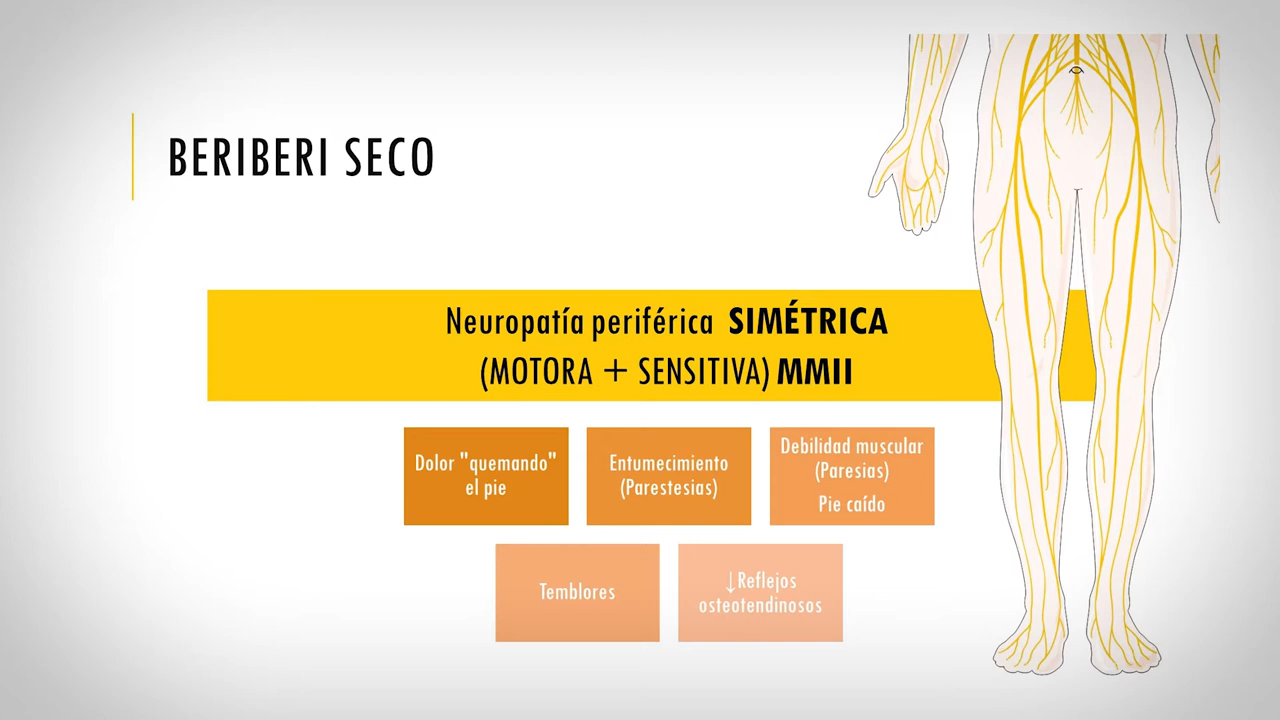 BERIBERI SECO
Neuropatía periférica SIMÉTRICA
(MOTORA + SENSITIVA) MMII
Dolor "quemando"
el pie
Entumecimiento
(Parestesias)
Debilidad muscular
(Paresias)
Pie caído
Temblores
↓Reflejos
osteotendinosos